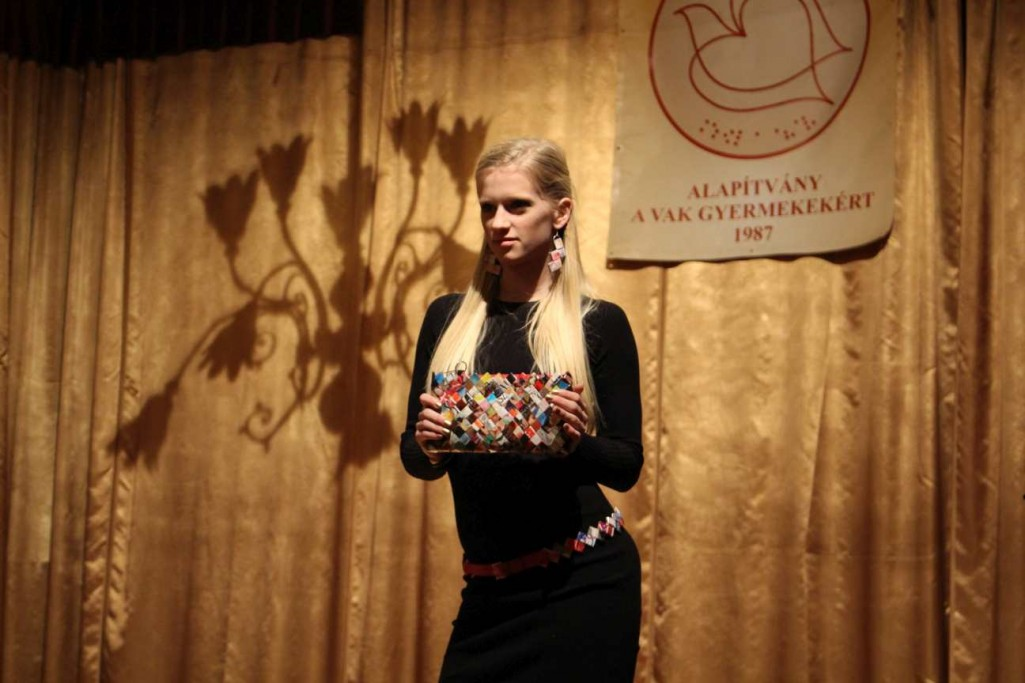 ALAPÍTVÁNY
A VAK GYERMEKEKÉRT
1987